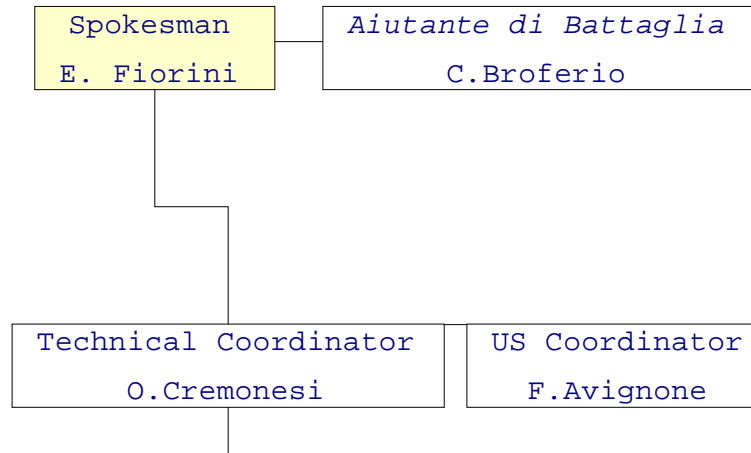 Spokesman
E. Fiorini
Aiutante di Battaglia
C.Broferio
Technical Coordinator
O.Cremonesi
US Coordinator
F.Avignone